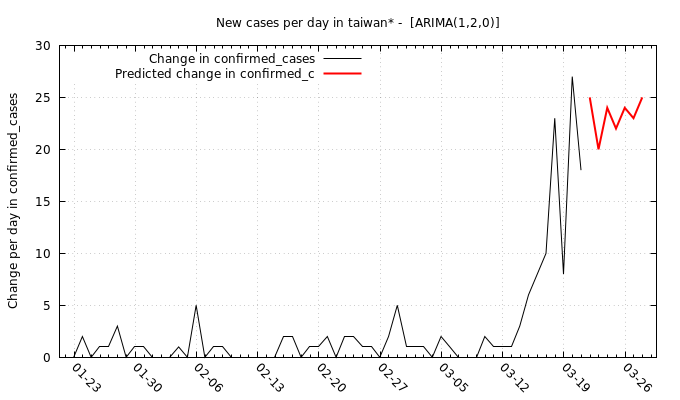 New cases per day in taiwan* -  [ARIMA(1,2,0)]
Change in confirmed_cases
Predicted change in confirmed_c
Change per day in confirmed_cases
30
25
20
15
10
5
0
01-23 01-30 02-06 02-13 02-20 02-27 03-05 03-12 03-19 03-26